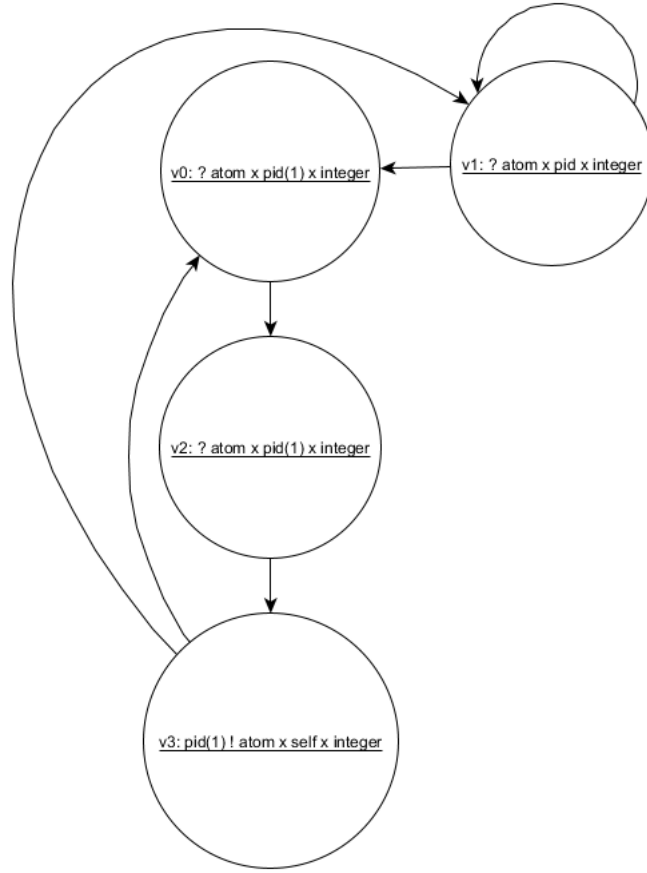 v0: ? atom x pid(1) x integer
v1: ? atom x pid x integer
v2: ? atom x pid(1) x integer
v3: pid(1) ! atom x self x integer